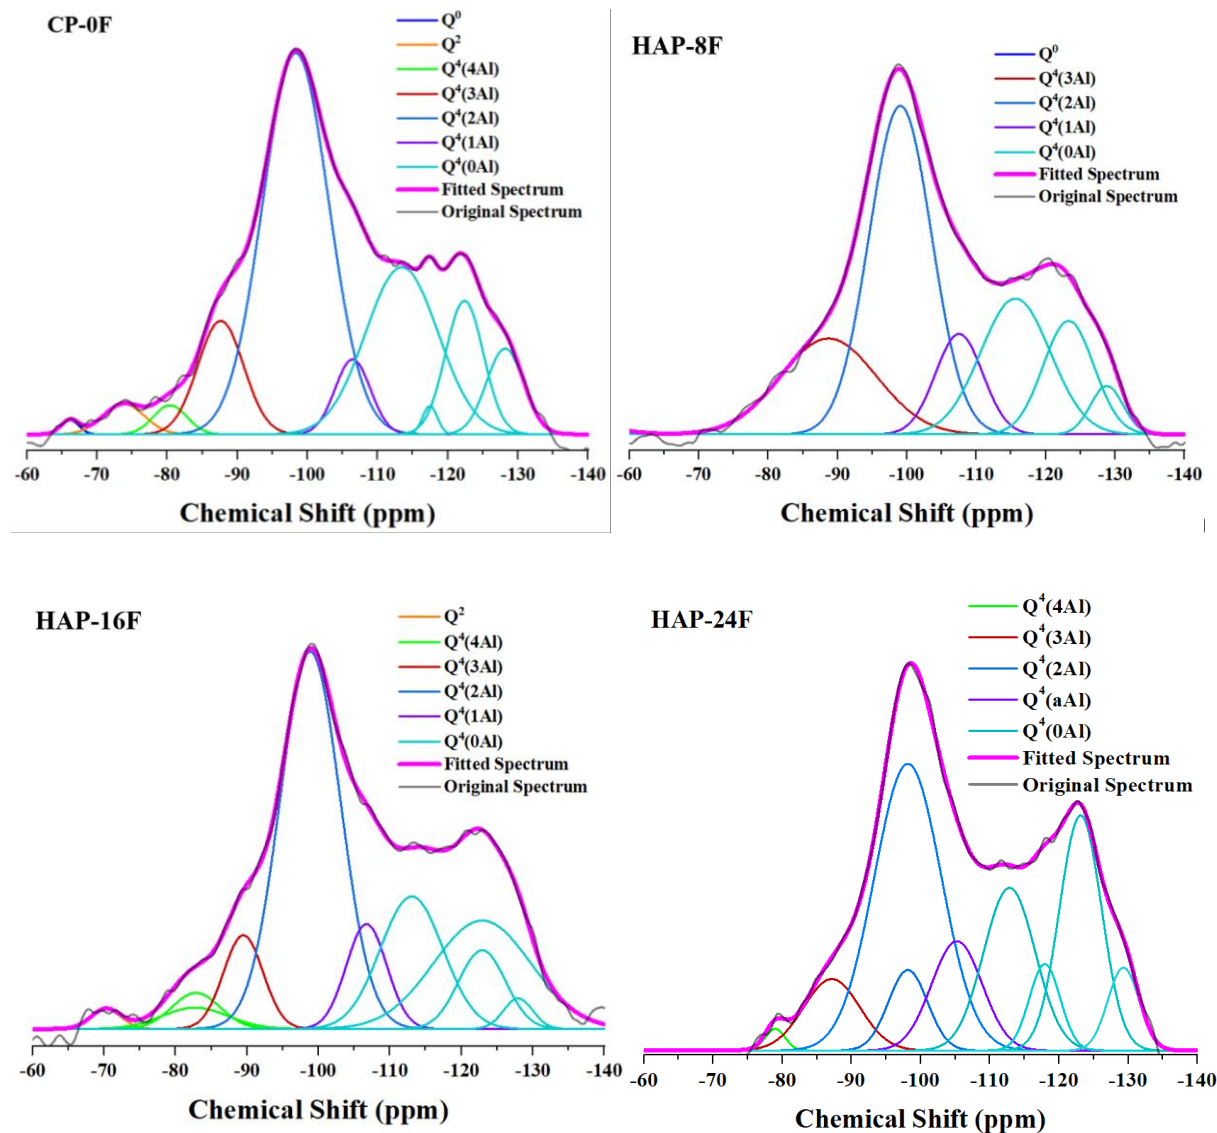 CP-0F
Q⁰
Q²
Q⁴(4Al)
Q⁴(3Al)
Q⁴(2Al)
Q⁴(1Al)
Q⁴(0Al)
Fitted Spectrum
Original Spectrum
-60 -70 -80 -90 -100 -110 -120 -130 -140
Chemical Shift (ppm)
HAP-8F
Q⁰
Q⁴(3Al)
Q⁴(2Al)
Q⁴(1Al)
Q⁴(0Al)
Fitted Spectrum
Original Spectrum
-60 -70 -80 -90 -100 -110 -120 -130 -140
Chemical Shift (ppm)
HAP-16F
Q²
Q⁴(4Al)
Q⁴(3Al)
Q⁴(2Al)
Q⁴(1Al)
Q⁴(0Al)
Fitted Spectrum
Original Spectrum
-60 -70 -80 -90 -100 -110 -120 -130 -140
Chemical Shift (ppm)
HAP-24F
Q⁴(4Al)
Q⁴(3Al)
Q⁴(2Al)
Q⁴(aAl)
Q⁴(0Al)
Fitted Spectrum
Original Spectrum
-60 -70 -80 -90 -100 -110 -120 -130 -140
Chemical Shift (ppm)